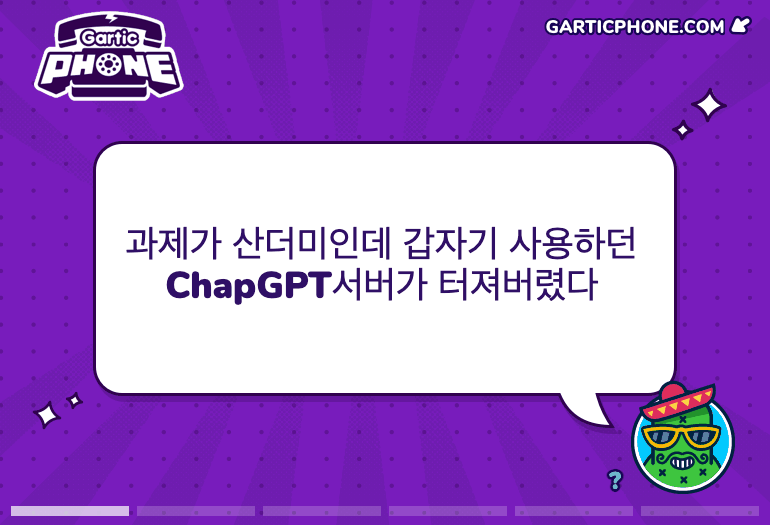 Gartic
PHONE
GARTICPHONE.COM
과제가 산더미인데 갑자기 사용하던
ChapGPT서버가 터져버렸다
?